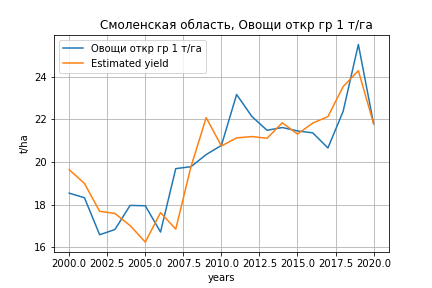 Смоленская область, Овощи откр гр 1 т/га
Овощи откр гр 1 т/га
Estimated yield
t/ha
24
22
20
18
16
2000.0 2002.5 2005.0 2007.5 2010.0 2012.5 2015.0 2017.5 2020.0
years